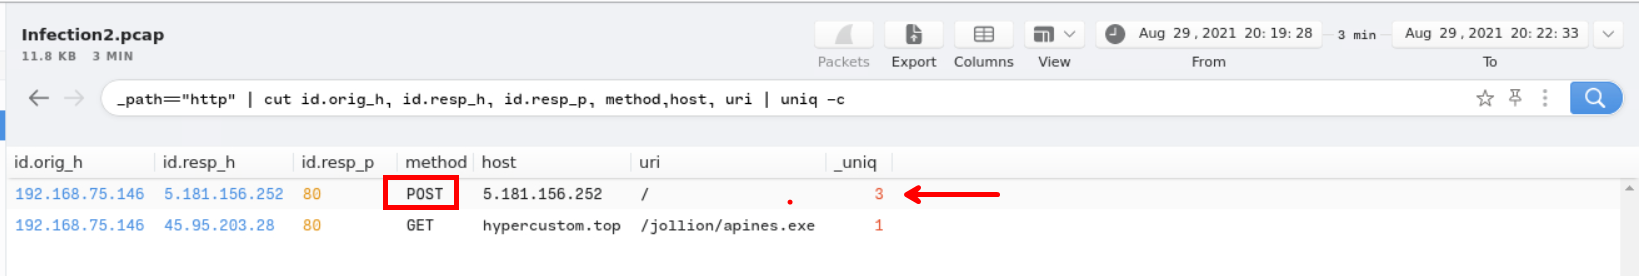 Infection2.pcap
11.8 KB 3 MIN
Packets Export Columns View
Aug 29 , 2021 20: 19: 28 3 min Aug 29 , 2021 20: 22: 33
From To
_path=="http" | cut id.orig_h, id.resp_h, id.resp_p, method,host, uri | uniq -c
id.orig_h id.resp_h id.resp_p method host uri _uniq
192.168.75.146 5.181.156.252 80 POST 5.181.156.252 / 3
192.168.75.146 45.95.203.28 80 GET hypercustom.top /jollion/apines.exe 1